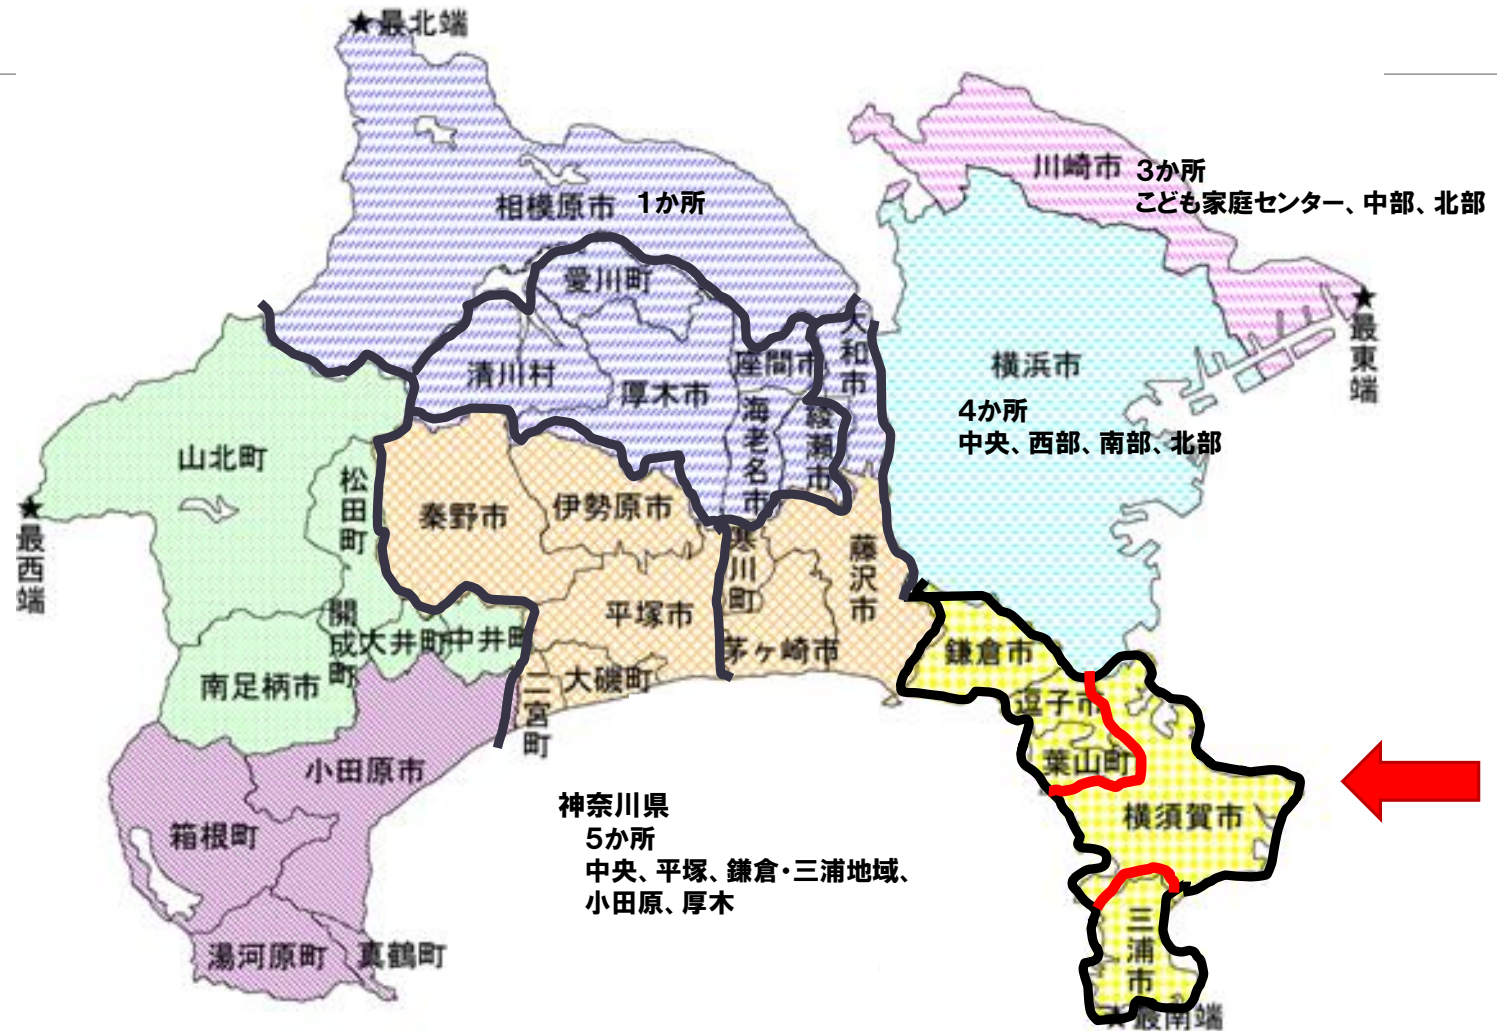 ★最北端
川崎市
3か所
こども家庭センター、中部、北部
相模原市
1か所
愛川町
★
最東端
大和市
座間市
横浜市
清川村
厚木市
海老名市
綾瀬市
4か所
中央、西部、南部、北部
山北町
松田町
秦野市
伊勢原市
★
最西端
寒川町
藤沢市
開成町
大井町
中井町
平塚市
茅ヶ崎市
鎌倉市
南足柄市
大磯町
二宮町
逗子市
小田原市
葉山町
神奈川県
5か所
中央、平塚、鎌倉・三浦地域、
小田原、厚木
横須賀市
箱根町
三浦市
湯河原町
真鶴町
★最南端